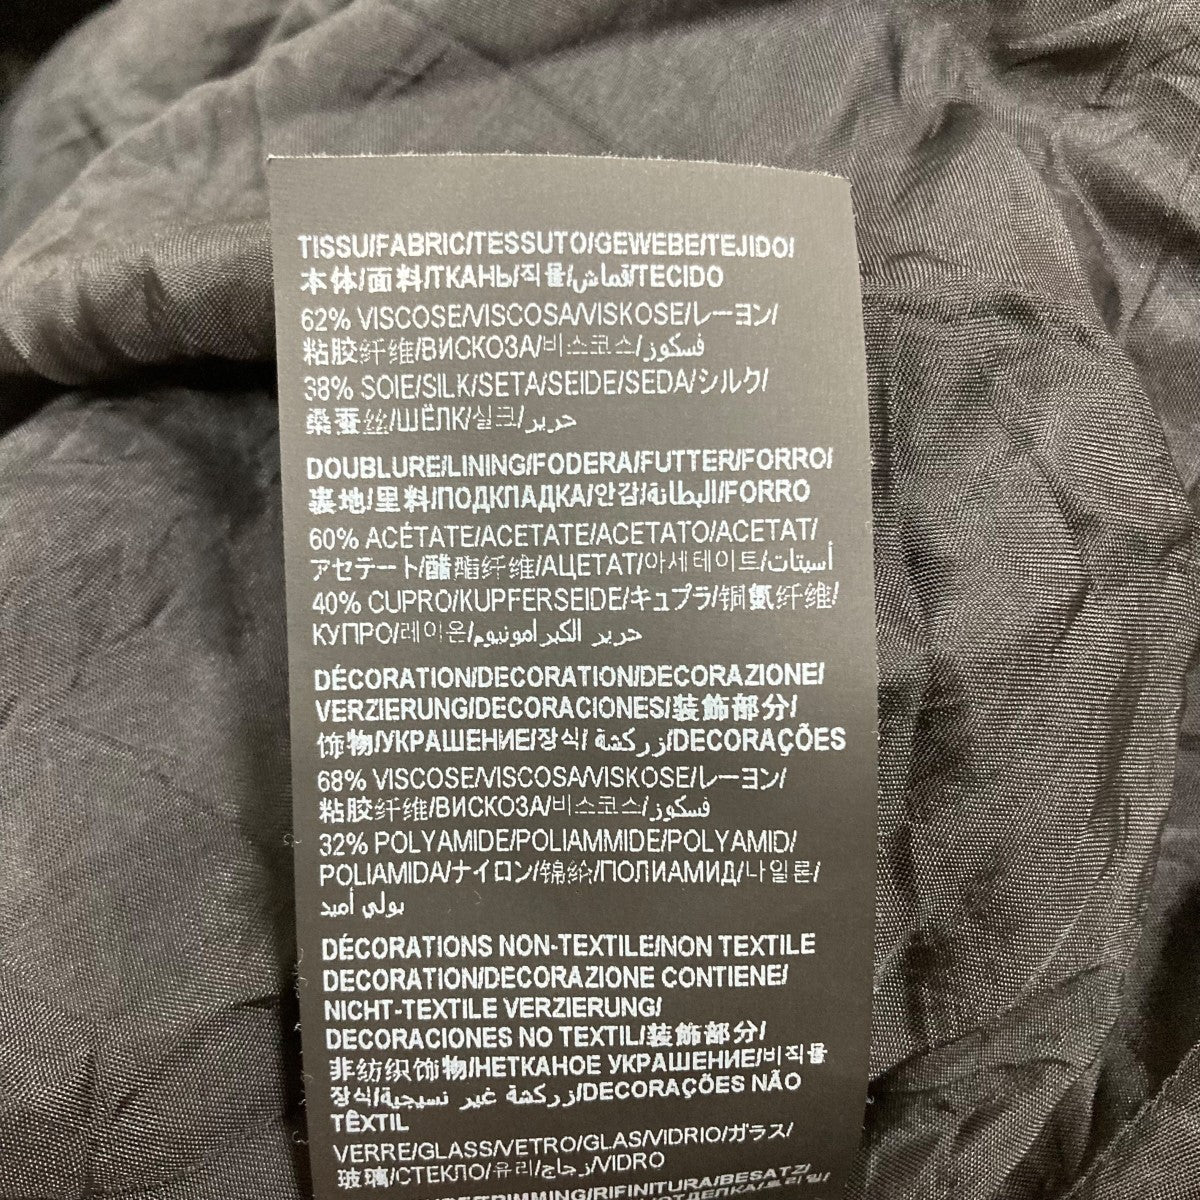 TISSU/FABRIC/TESSUTO/GEWEBE/TEJIDO/
本体/面料/ТКАНЬ/직물/قماش/TECIDO
62% VISCOSE/VISCOSA/VISKOSE/レーヨン/
粘胶纤维/ВИСКОЗА/비스코스/فسكوز
38% SOIE/SILK/SETA/SEIDE/SEDA/シルク/
桑蚕丝/ШЁЛК/실크/حرير
DOUBLURE/LINING/FODERA/FUTTER/FORRO/
裏地/里料/ПОДКЛАДКА/안감/البطانة/FORRO
60% ACÉTATE/ACETATE/ACETATO/ACETAT/
アセテート/醋酯纤维/АЦЕТАТ/아세테이트/أسيتات
40% CUPRO/KUPFERSEIDE/キュプラ/铜氨纤维/
КУПРО/레이온/حرير الكبرامونيوم
DÉCORATION/DECORATION/DECORAZIONE/
VERZIERUNG/DECORACIONES/装飾部分/
饰物/УКРАШЕНИЕ/장식/زركشة/DECORAÇÕES
68% VISCOSE/VISCOSA/VISKOSE/レーヨン/
粘胶纤维/ВИСКОЗА/비스코스/فسكوز
32% POLYAMIDE/POLIAMMIDE/POLYAMID/
POLIAMIDA/ナイロン/锦纶/ПОЛИАМИД/나일론/
بولي أميد
DÉCORATIONS NON-TEXTILE/NON TEXTILE
DECORATION/DECORAZIONE CONTIENE/
NICHT-TEXTILE VERZIERUNG/
DECORACIONES NO TEXTIL/装飾部分/
非纺织饰物/НЕТКАНОЕ УКРАШЕНИЕ/비직물
장식/زركشة غير نسيجية/DECORAÇÕES NÃO
TÊXTIL
VERRE/GLASS/VETRO/GLAS/VIDRIO/ガラス/
玻璃/СТЕКЛО/유리/زجاج/VIDRO
TRIMMING/RIFINITURA/BESATZ/